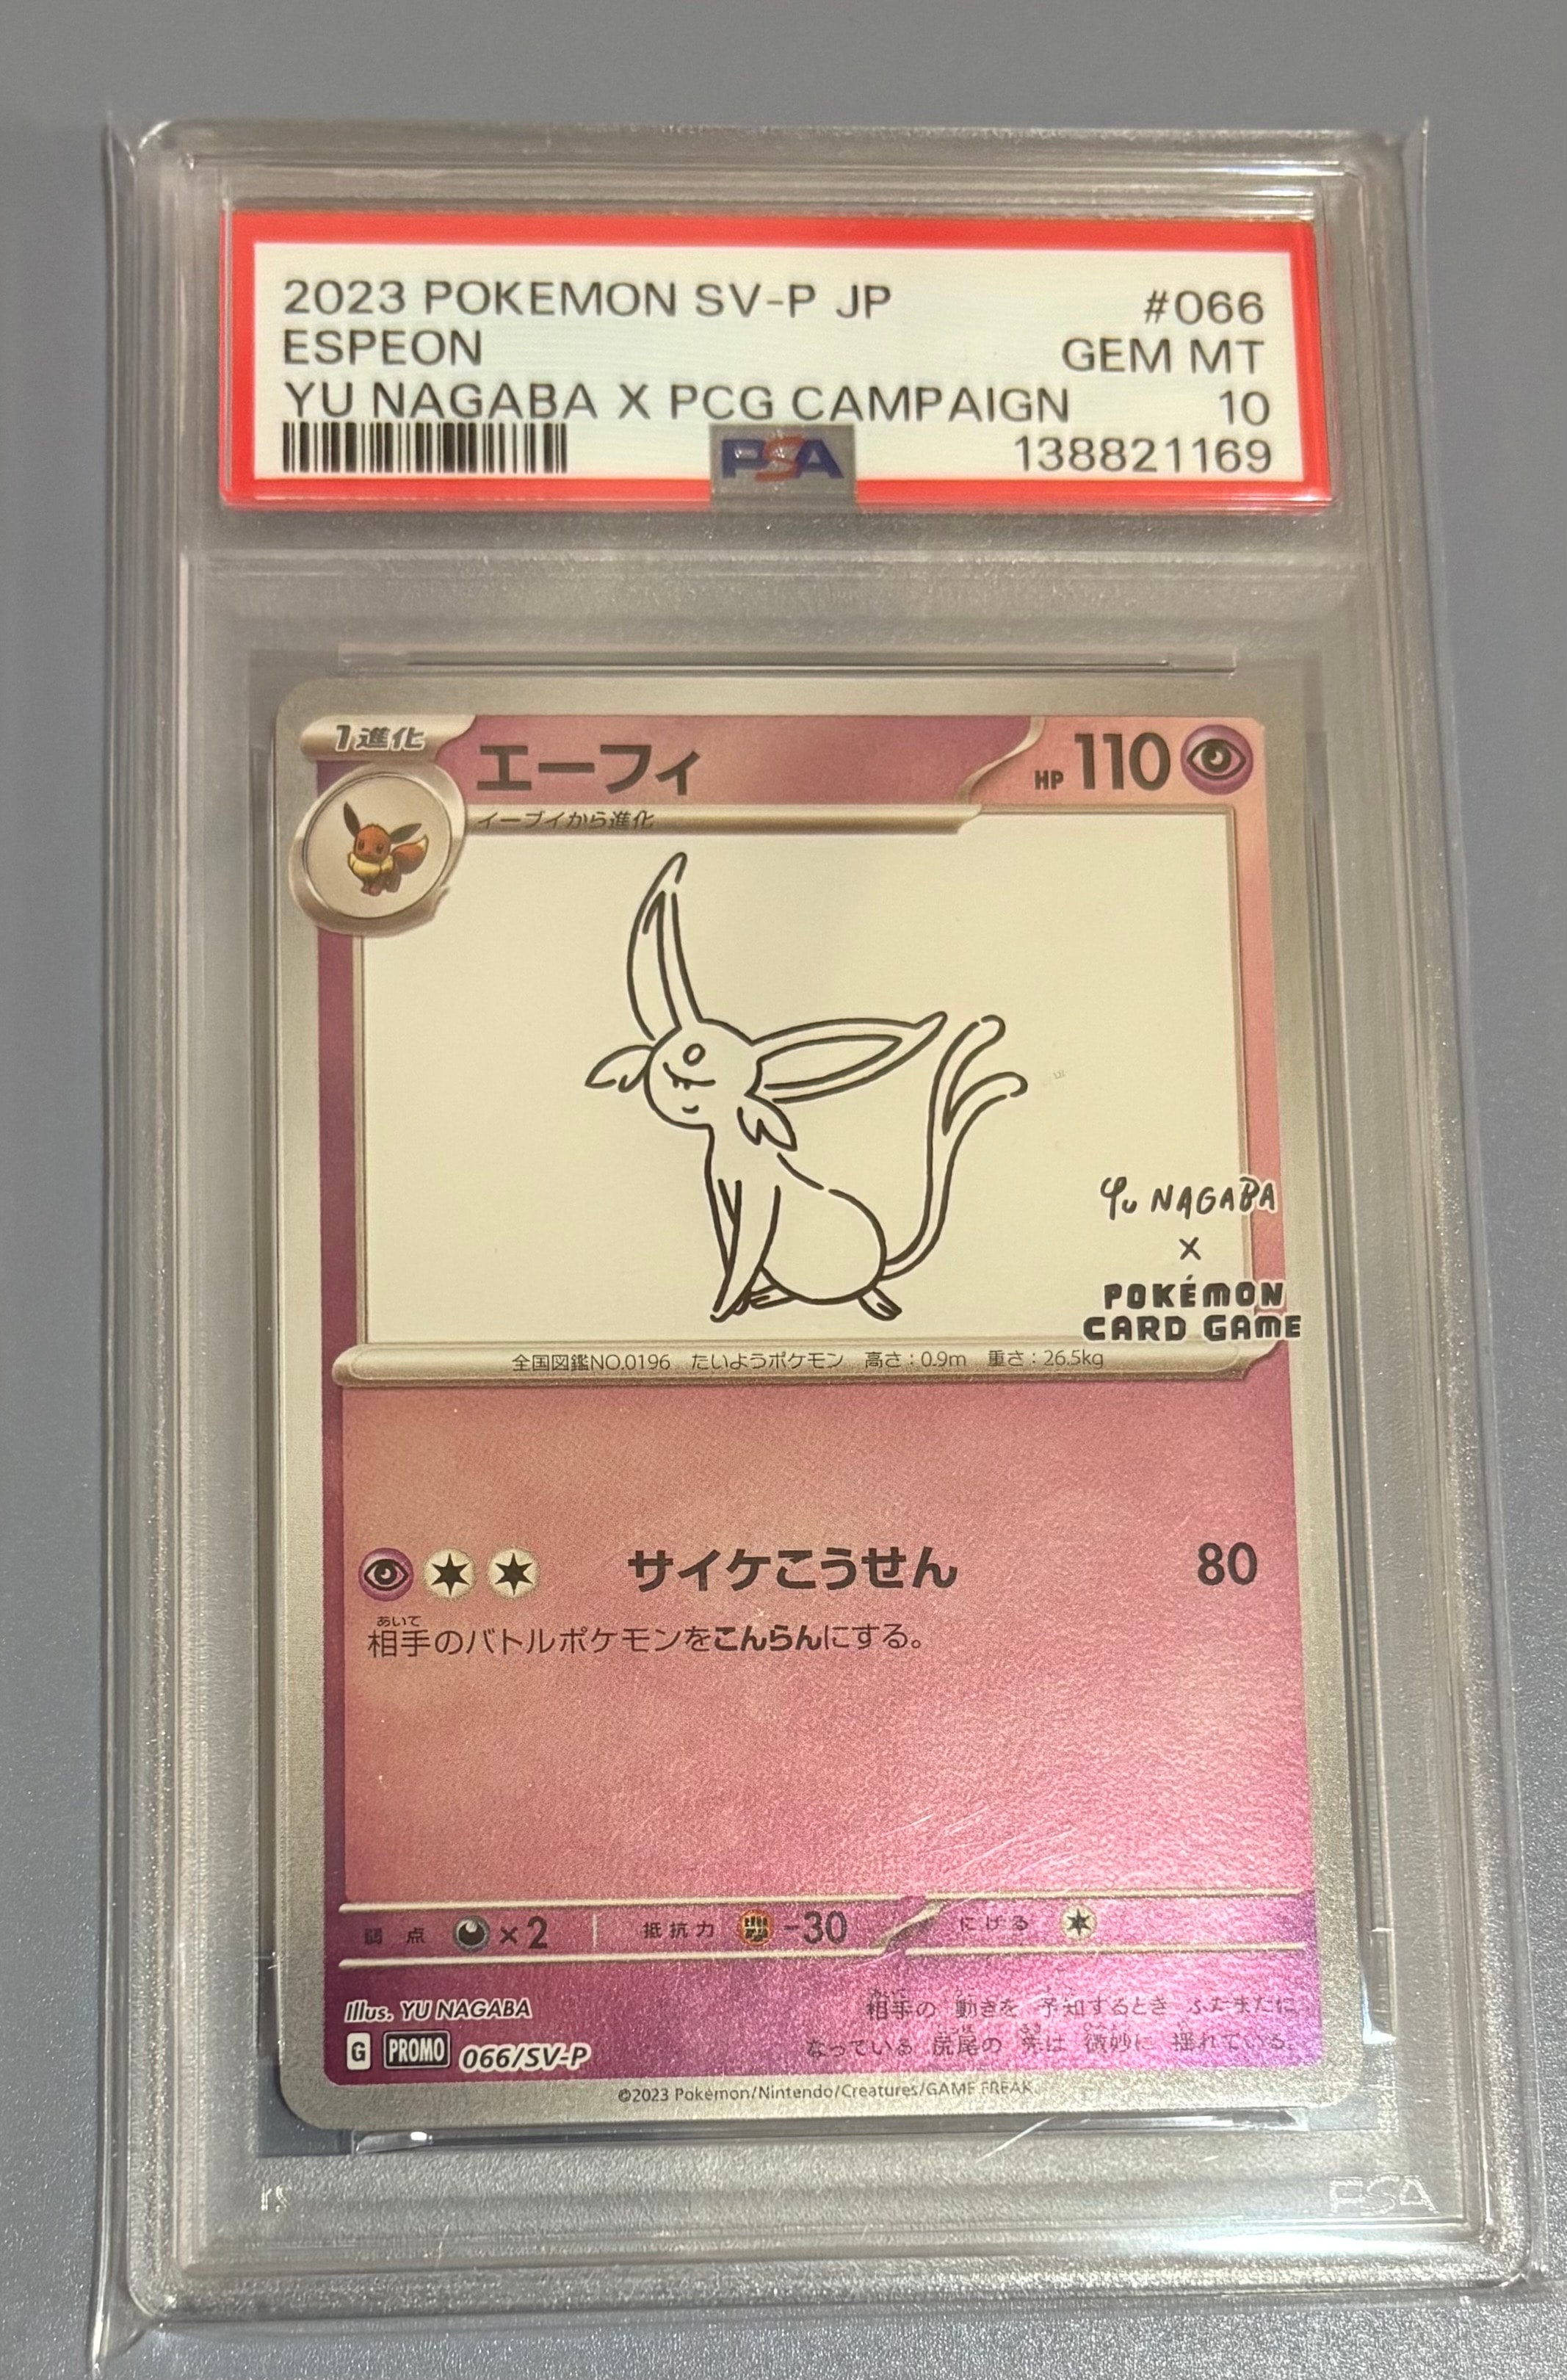 2023 POKEMON SV-P JP #066
ESPEON GEM MT
YU NAGABA X PCG CAMPAIGN 10
PSA 138821169
1進化
エーフィ HP 110
イーブイから進化
YU NAGABA
X
POKÉMON
CARD GAME
全国図鑑NO.0196 たいようポケモン 高さ:0.9m 重さ:26.5kg
サイケこうせん 80
あいて
相手のバトルポケモンをこんらんにする。
弱点 ×2 抵抗力 -30 にげる
Illus. YU NAGABA
相手の 動きを 予知するとき ふたまたに
G PROMO 066/SV-P
なっている 尻尾の 先は 微妙に 揺れている。
©2023 Pokémon/Nintendo/Creatures/GAME FREAK.
PSA